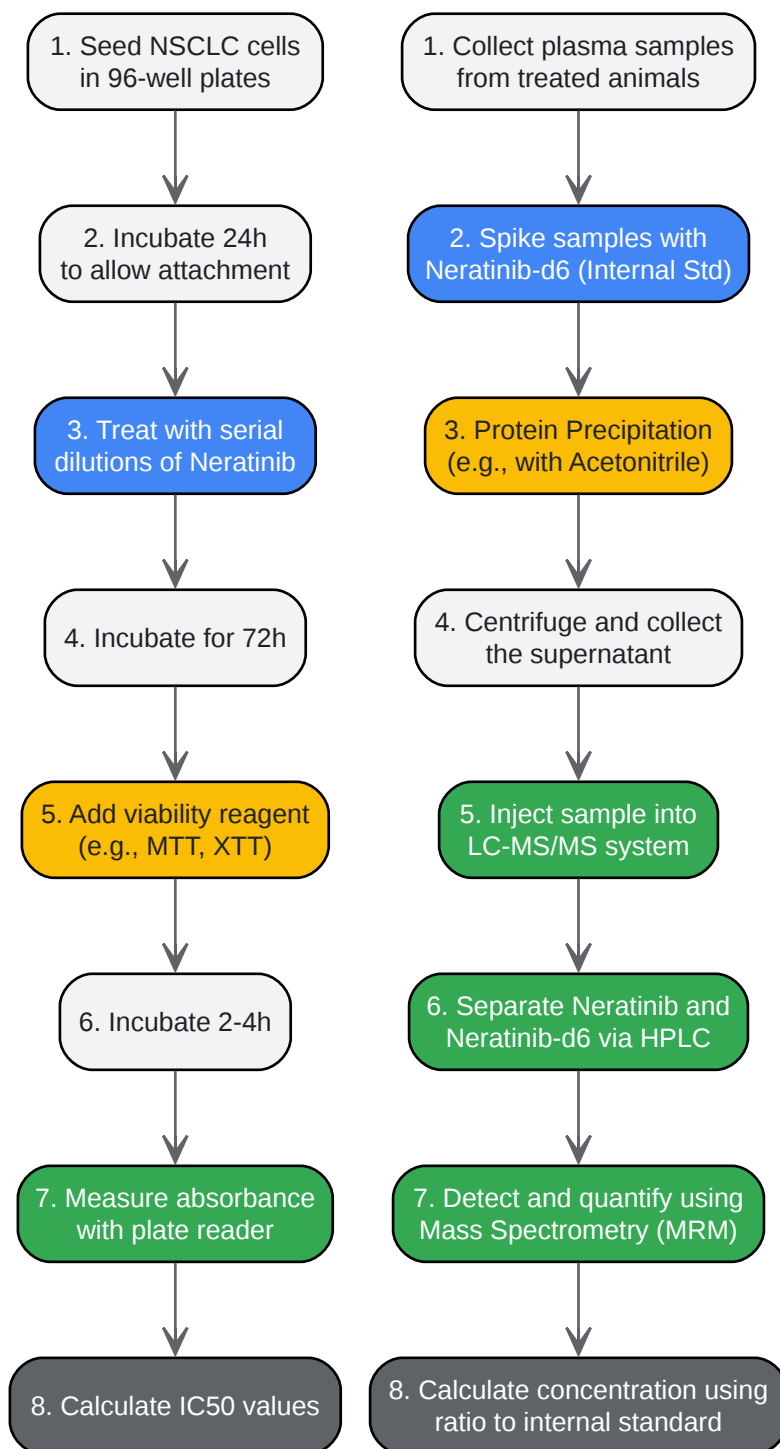 1. Seed NSCLC cells
in 96-well plates
2. Incubate 24h
to allow attachment
3. Treat with serial
dilutions of Neratinib
4. Incubate for 72h
5. Add viability reagent
(e.g., MTT, XTT)
6. Incubate 2-4h
7. Measure absorbance
with plate reader
8. Calculate IC50 values
1. Collect plasma samples
from treated animals
2. Spike samples with
Neratinib-d6 (Internal Std)
3. Protein Precipitation
(e.g., with Acetonitrile)
4. Centrifuge and collect
the supernatant
5. Inject sample into
LC-MS/MS system
6. Separate Neratinib and
Neratinib-d6 via HPLC
7. Detect and quantify using
Mass Spectrometry (MRM)
8. Calculate concentration using
ratio to internal standard